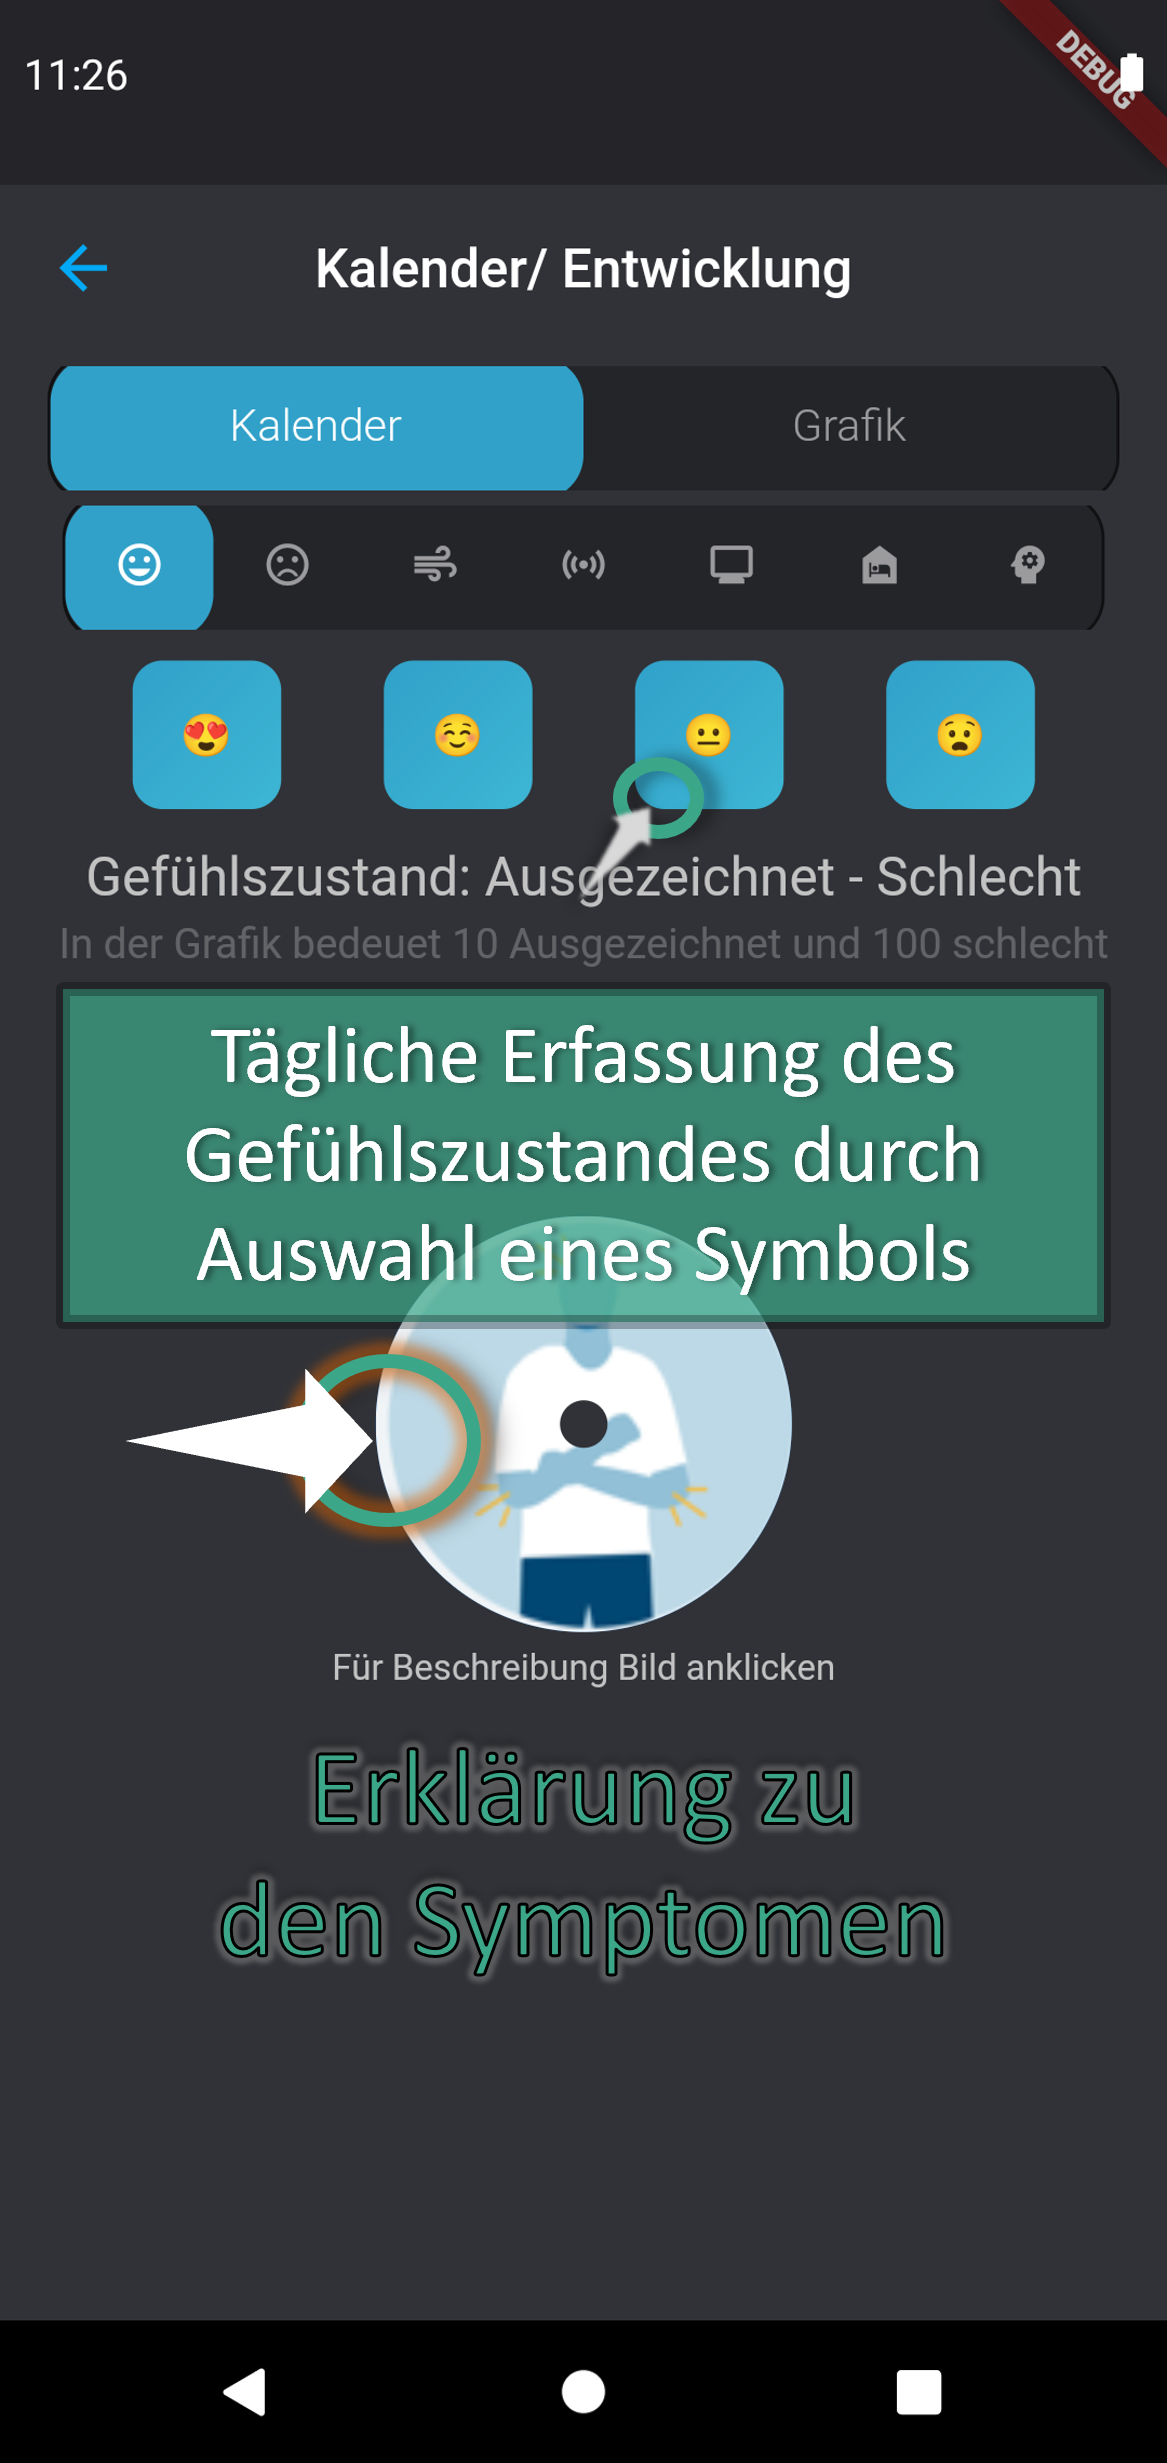 11:26
DEBUG
Kalender/ Entwicklung
Kalender
Grafik
Gefühlszustand: Ausgezeichnet - Schlecht
In der Grafik bedeuet 10 Ausgezeichnet und 100 schlecht
Tägliche Erfassung des
Gefühlszustandes durch
Auswahl eines Symbols
Für Beschreibung Bild anklicken
Erklärung zu
den Symptomen